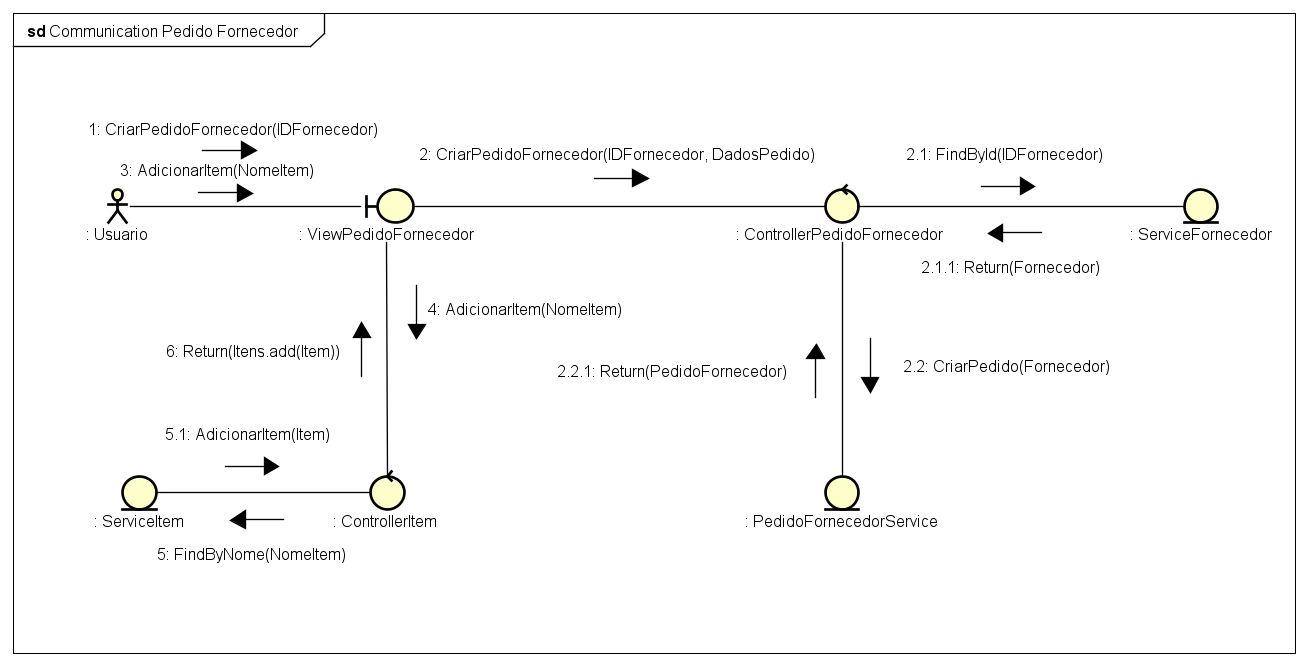 sd Communication Pedido Fornecedor
1: CriarPedidoFornecedor(IDFornecedor)
3: AdicionarItem(NomeItem)
2: CriarPedidoFornecedor(IDFornecedor, DadosPedido)
2.1: FindById(IDFornecedor)
: Usuario
: ViewPedidoFornecedor
: ControllerPedidoFornecedor
: ServiceFornecedor
2.1.1: Return(Fornecedor)
4: AdicionarItem(NomeItem)
6: Return(Itens.add(Item))
2.2.1: Return(PedidoFornecedor)
2.2: CriarPedido(Fornecedor)
5.1: AdicionarItem(Item)
: ServiceItem
: ControllerItem
: PedidoFornecedorService
5: FindByNome(NomeItem)